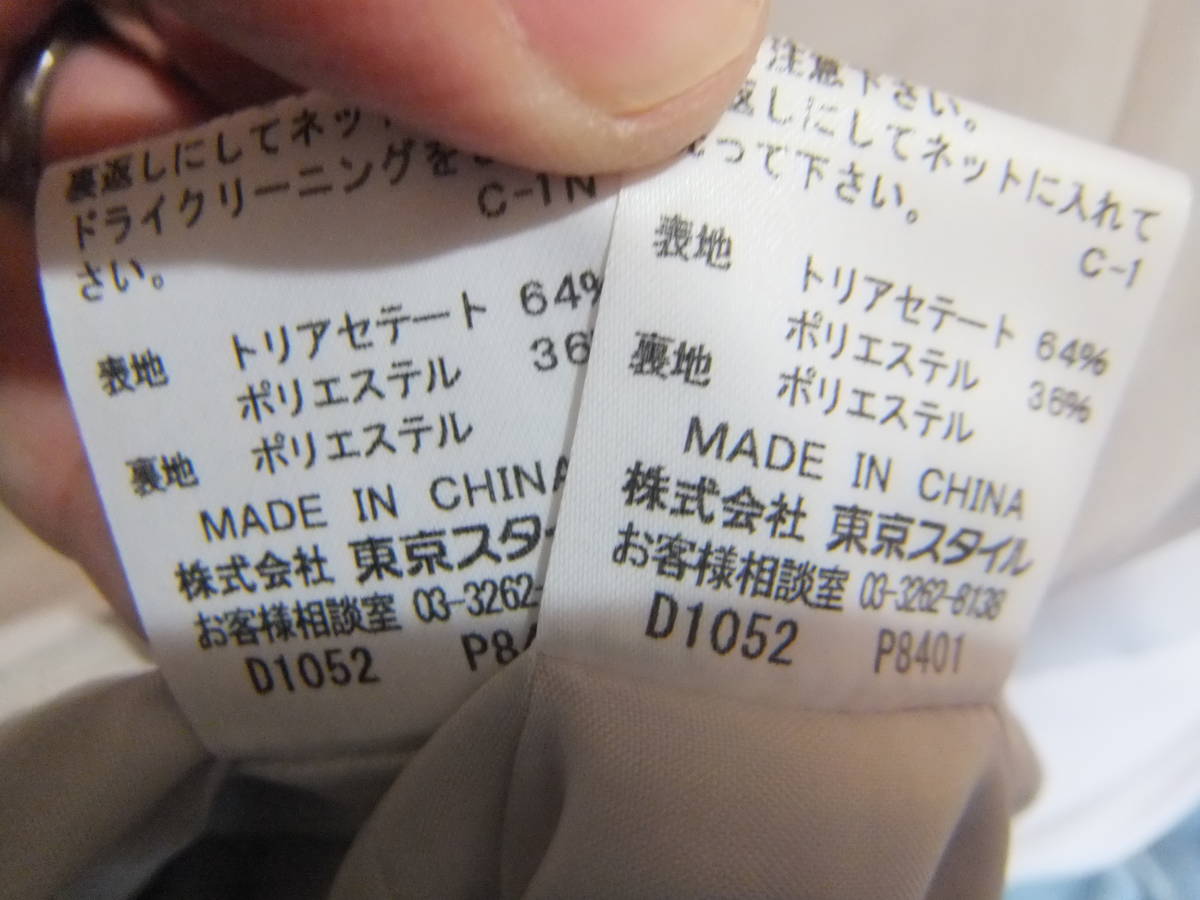 裏返しにしてネット
ドライクリーニングを
さい。
C-1N
表地 トリアセテート 64%
ポリエステル 36
裏地 ポリエステル
MADE IN CHINA
株式会社 東京スター
お客様相談室 03-3262-
D1052 P8
注意下さい。
返しにしてネットに入れて
って下さい。
C-1
表地 トリアセテート 64%
ポリエステル 36%
裏地 ポリエステル
MADE IN CHINA
株式会社 東京スタイル
お客様相談室 03-3262-8138
D1052 P8401